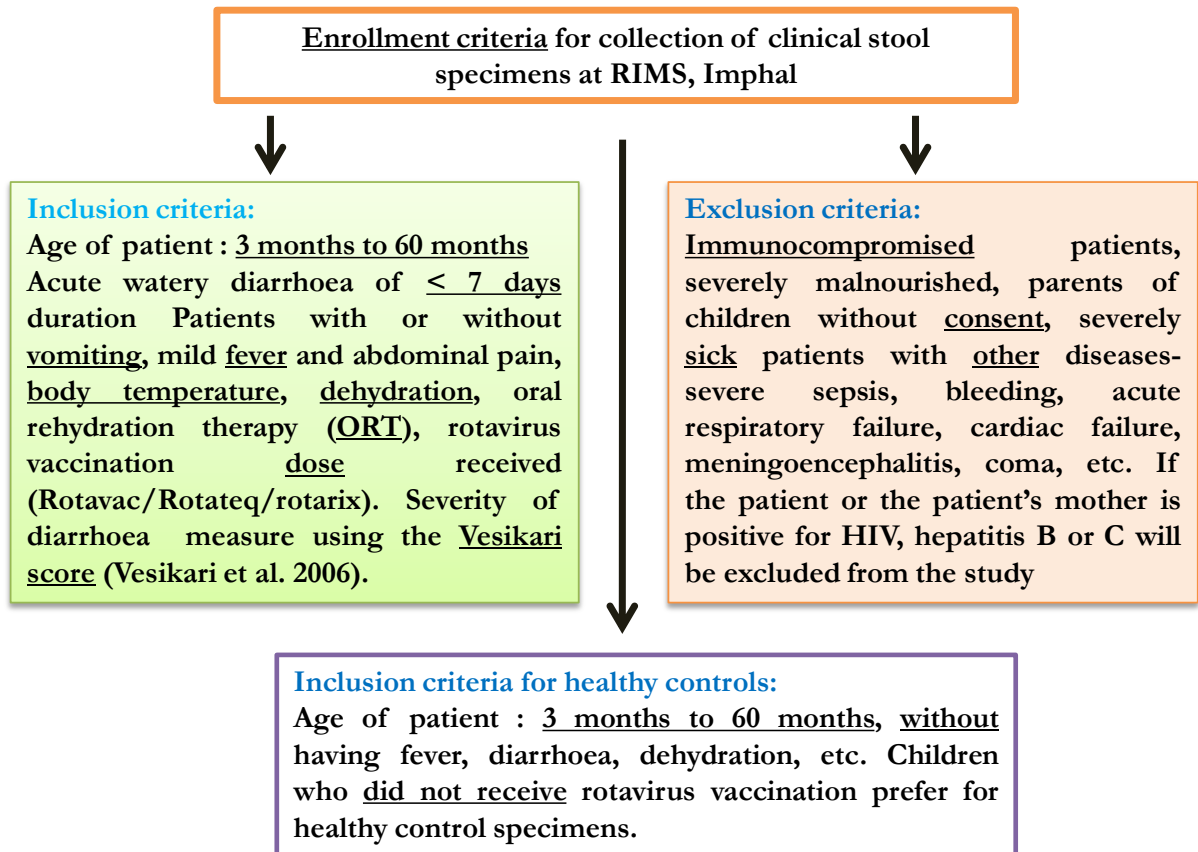 Enrollment criteria for collection of clinical stool
specimens at RIMS, Imphal
Inclusion criteria:
Age of patient : 3 months to 60 months
Acute watery diarrhoea of < 7 days
duration Patients with or without
vomiting, mild fever and abdominal pain,
body temperature, dehydration, oral
rehydration therapy (ORT), rotavirus
vaccination dose received
(Rotavac/Rotateq/rotarix). Severity of
diarrhoea measure using the Vesikari
score (Vesikari et al. 2006).
Exclusion criteria:
Immunocompromised patients,
severely malnourished, parents of
children without consent, severely
sick patients with other diseases-
severe sepsis, bleeding, acute
respiratory failure, cardiac failure,
meningoencephalitis, coma, etc. If
the patient or the patient’s mother is
positive for HIV, hepatitis B or C will
be excluded from the study
Inclusion criteria for healthy controls:
Age of patient : 3 months to 60 months, without
having fever, diarrhoea, dehydration, etc. Children
who did not receive rotavirus vaccination prefer for
healthy control specimens.